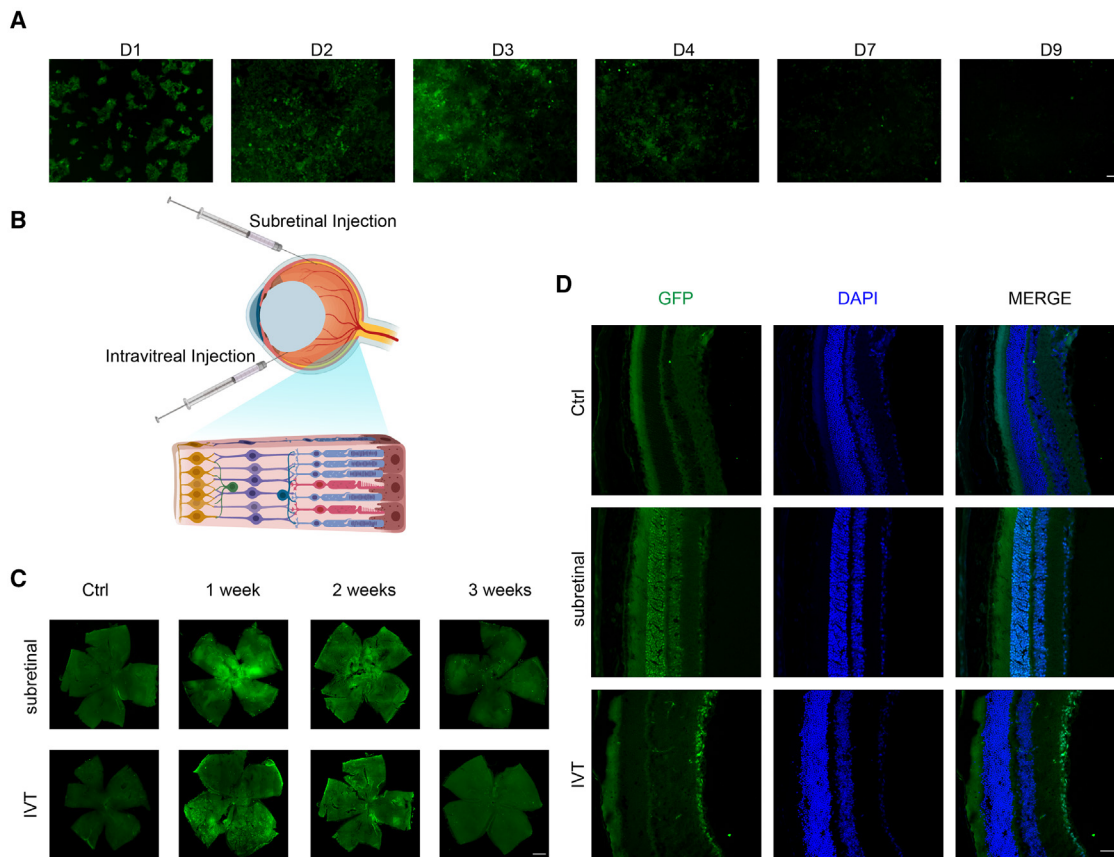 A
D1 D2 D3 D4 D7 D9
B
Subretinal Injection
Intravitreal Injection
C
Ctrl 1 week 2 weeks 3 weeks
subretinal
IVT
D
GFP DAPI MERGE
Ctrl
subretinal
IVT